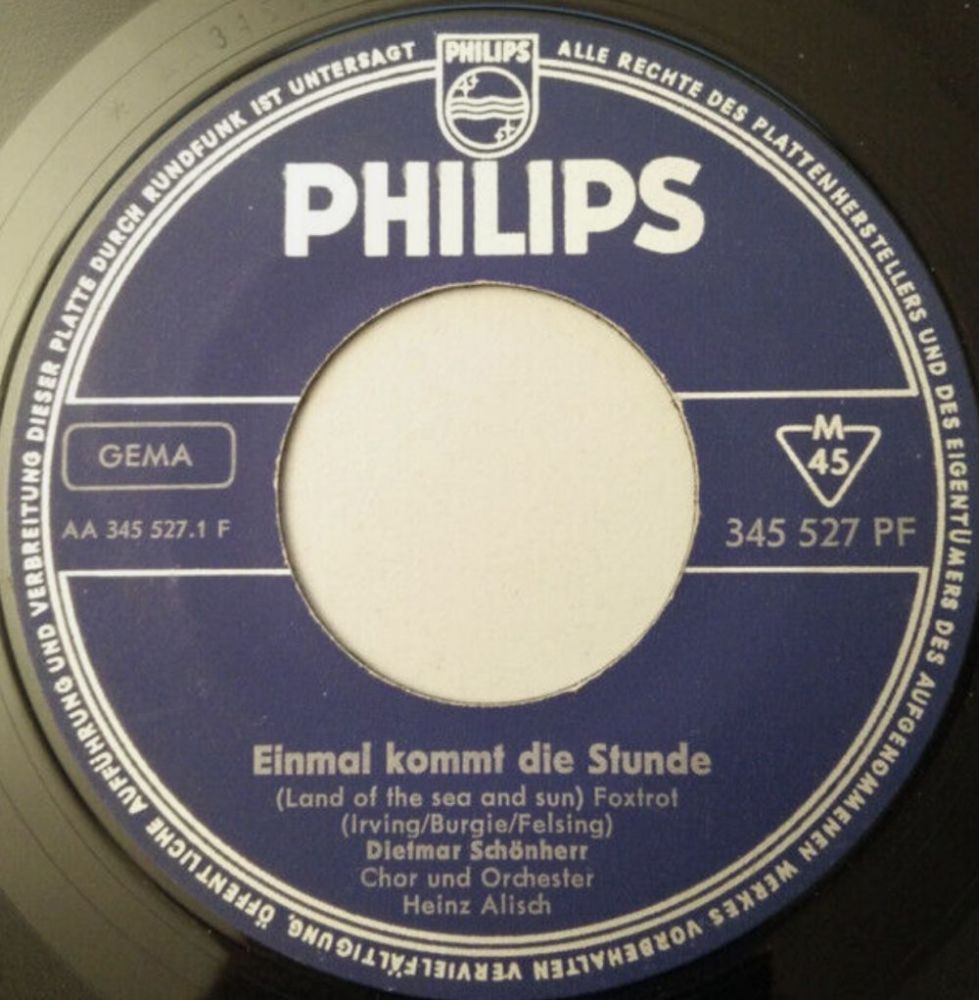 ALLE RECHTE DES PLATTENHERSTELLERS UND DES EIGENTÜMERS DES AUFGENOMMENEN WERKES VORBEHALTEN VERVIELFÄLTIGUNG, ÖFFENTLICHE AUFFÜHRUNG UND VERBREITUNG DIESER PLATTE DURCH RUNDFUNK IST UNTERSAGT
PHILIPS
PHILIPS
GEMA
AA 345 527.1 F
M
45
345 527 PF
Einmal kommt die Stunde
(Land of the sea and sun) Foxtrot
(Irving/Burgie/Felsing)
Dietmar Schönherr
Chor und Orchester
Heinz Alisch